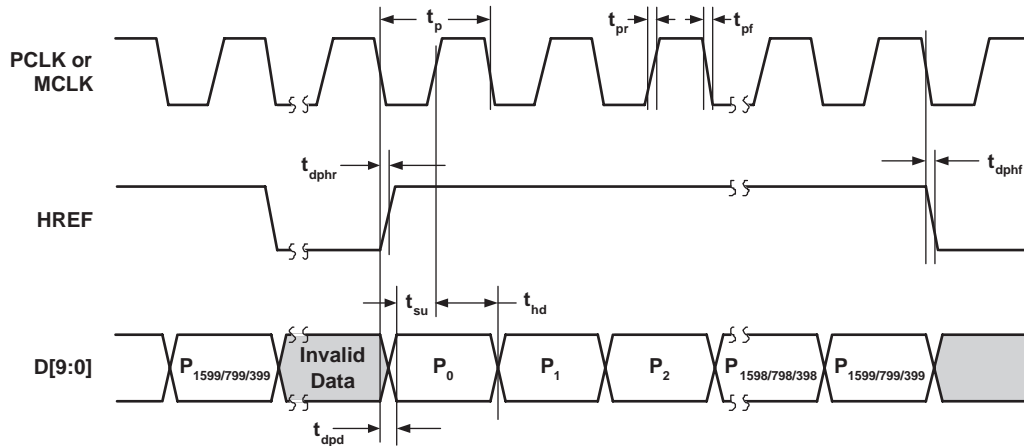 t_p
t_pr
t_pf
PCLK or
MCLK
t_dphr
t_dphf
HREF
t_su
t_hd
D[9:0]
P_1599/799/399
Invalid
Data
P_0
P_1
P_2
P_1598/798/398
P_1599/799/399
t_dpd